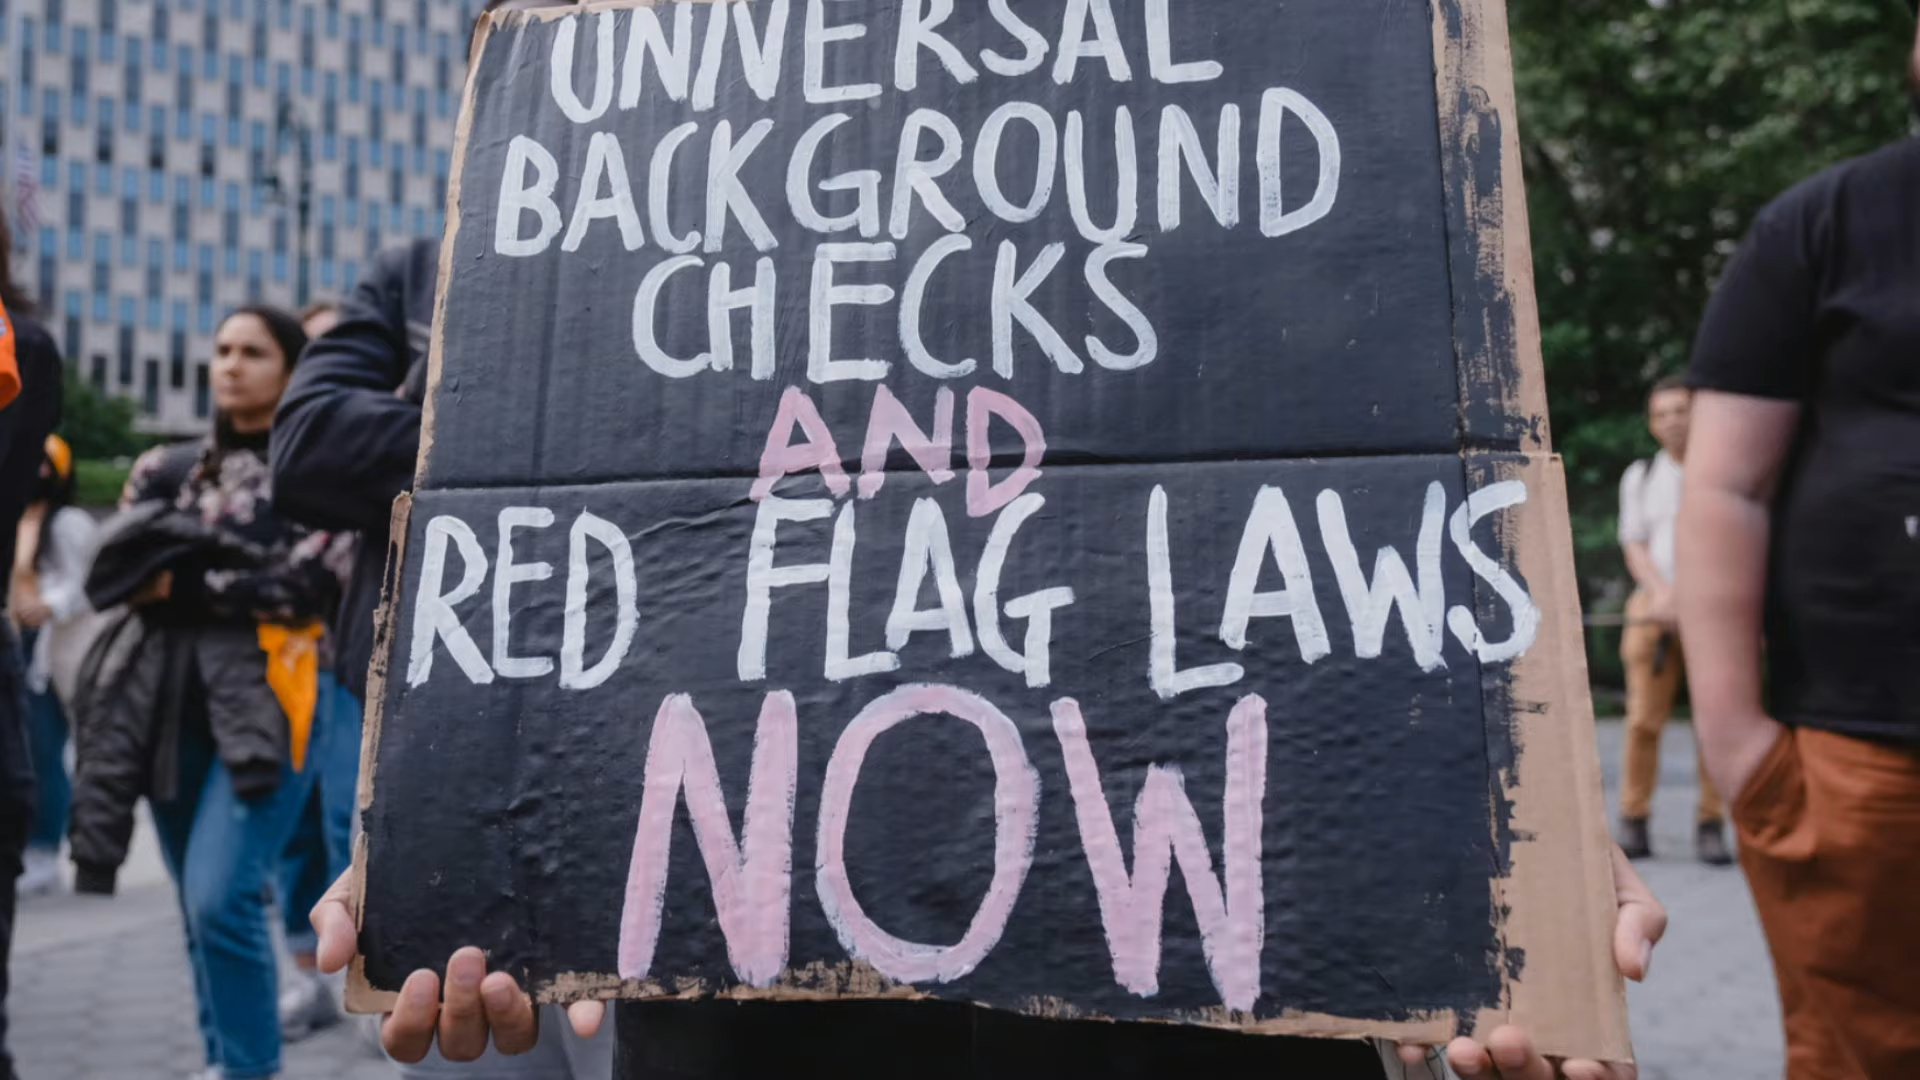 UNIVERSAL
BACKGROUND
CHECKS
AND
RED FLAG LAWS
NOW